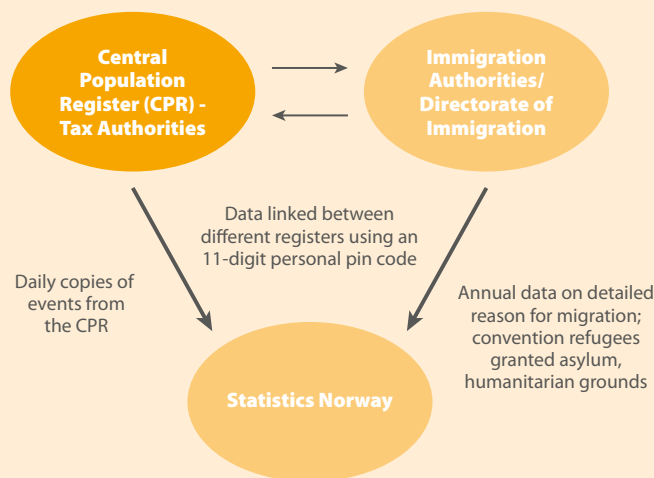 Central
Population
Register (CPR) -
Tax Authorities
Immigration
Authorities/
Directorate of
Immigration
Data linked between
different registers using an
11-digit personal pin code
Daily copies of
events from
the CPR
Annual data on detailed
reason for migration;
convention refugees
granted asylum,
humanitarian grounds
Statistics Norway